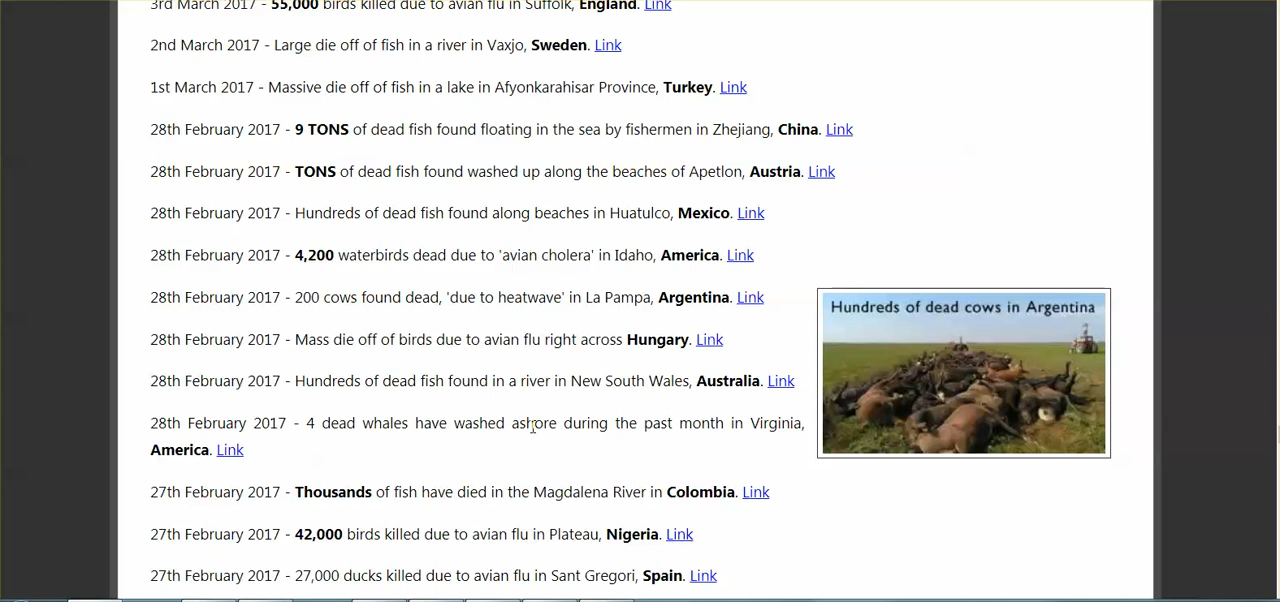 3rd March 2017 - 55,000 birds killed due to avian flu in Suffolk, England. Link
2nd March 2017 - Large die off of fish in a river in Vaxjo, Sweden. Link
1st March 2017 - Massive die off of fish in a lake in Afyonkarahisar Province, Turkey. Link
28th February 2017 - 9 TONS of dead fish found floating in the sea by fishermen in Zhejiang, China. Link
28th February 2017 - TONS of dead fish found washed up along the beaches of Apetlon, Austria. Link
28th February 2017 - Hundreds of dead fish found along beaches in Huatulco, Mexico. Link
28th February 2017 - 4,200 waterbirds dead due to 'avian cholera' in Idaho, America. Link
28th February 2017 - 200 cows found dead, 'due to heatwave' in La Pampa, Argentina. Link
Hundreds of dead cows in Argentina
28th February 2017 - Mass die off of birds due to avian flu right across Hungary. Link
28th February 2017 - Hundreds of dead fish found in a river in New South Wales, Australia. Link
28th February 2017 - 4 dead whales have washed ashore during the past month in Virginia,
America. Link
27th February 2017 - Thousands of fish have died in the Magdalena River in Colombia. Link
27th February 2017 - 42,000 birds killed due to avian flu in Plateau, Nigeria. Link
27th February 2017 - 27,000 ducks killed due to avian flu in Sant Gregori, Spain. Link